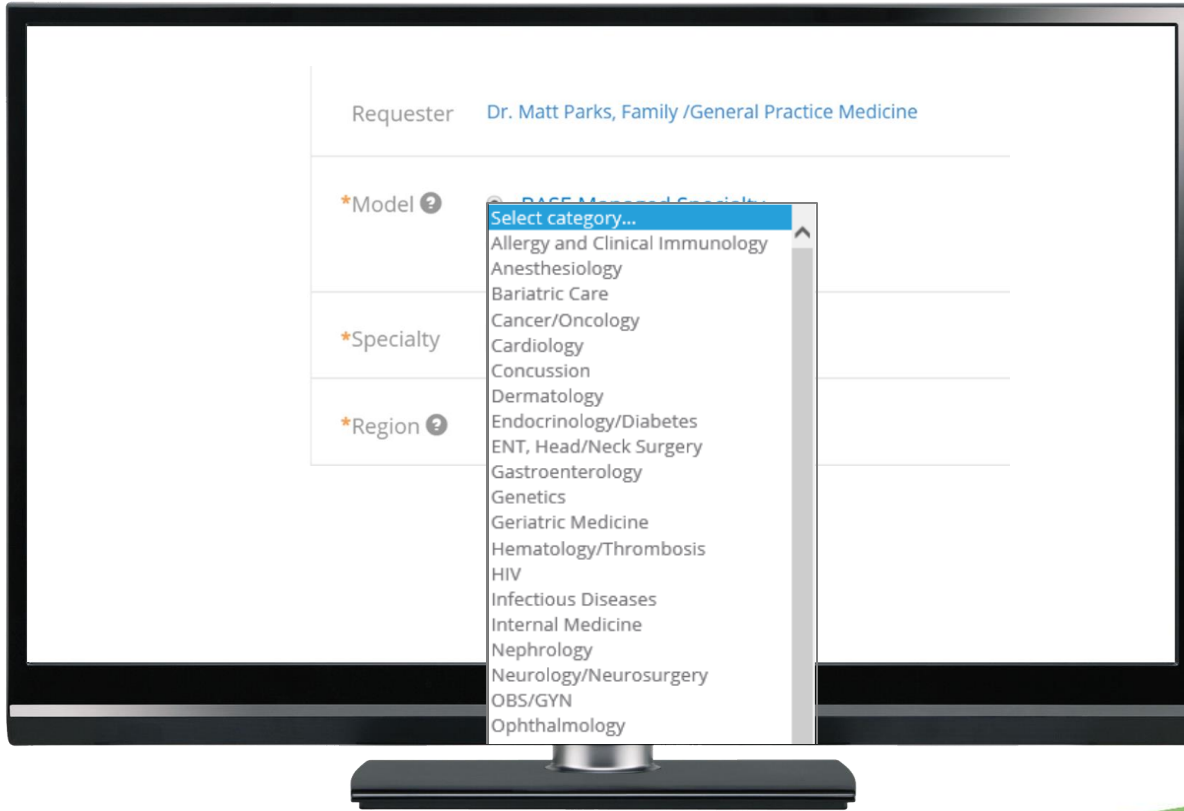 Requester Dr. Matt Parks, Family /General Practice Medicine
*Model ?
Select category...
Allergy and Clinical Immunology
Anesthesiology
Bariatric Care
Cancer/Oncology
Cardiology
Concussion
Dermatology
Endocrinology/Diabetes
ENT, Head/Neck Surgery
Gastroenterology
Genetics
Geriatric Medicine
Hematology/Thrombosis
HIV
Infectious Diseases
Internal Medicine
Nephrology
Neurology/Neurosurgery
OBS/GYN
Ophthalmology
*Specialty
*Region ?